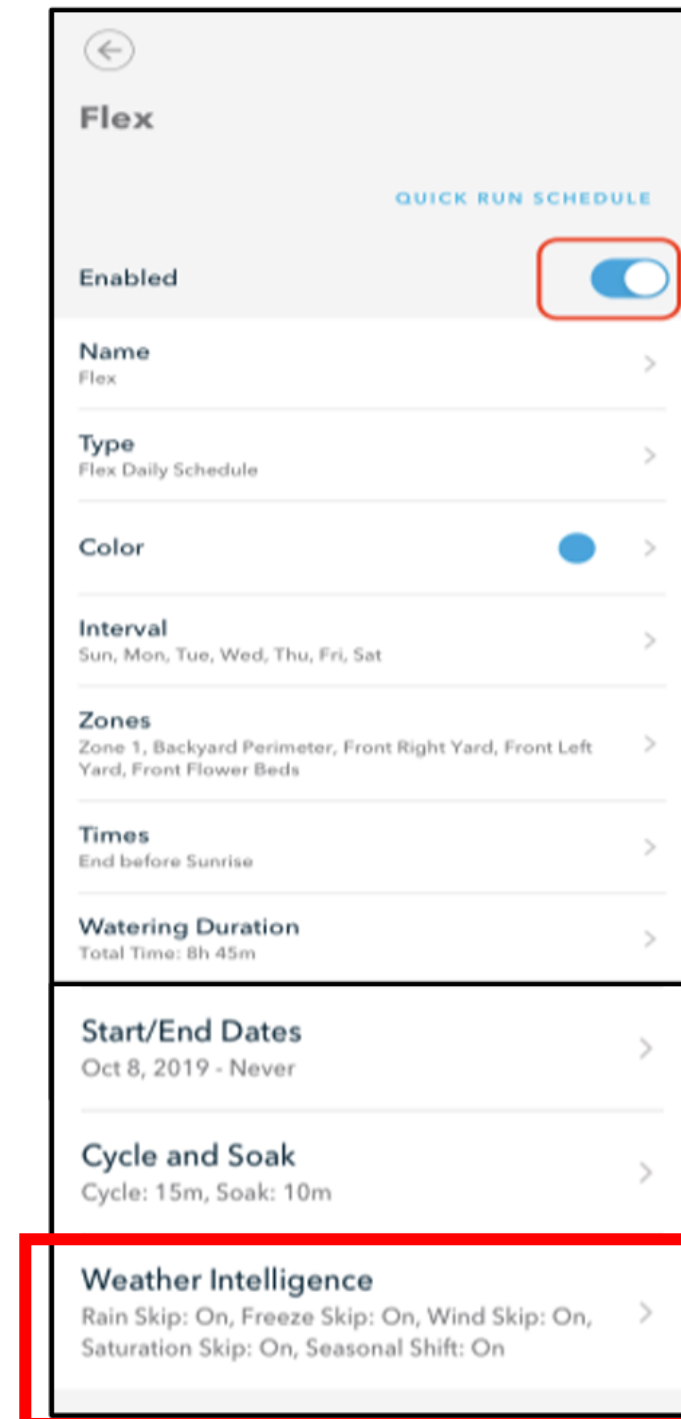 Flex
QUICK RUN SCHEDULE
Enabled
Name
Flex
Type
Flex Daily Schedule
Color
Interval
Sun, Mon, Tue, Wed, Thu, Fri, Sat
Zones
Zone 1, Backyard Perimeter, Front Right Yard, Front Left
Yard, Front Flower Beds
Times
End before Sunrise
Watering Duration
Total Time: 8h 45m
Start/End Dates
Oct 8, 2019 - Never
Cycle and Soak
Cycle: 15m, Soak: 10m
Weather Intelligence
Rain Skip: On, Freeze Skip: On, Wind Skip: On,
Saturation Skip: On, Seasonal Shift: On